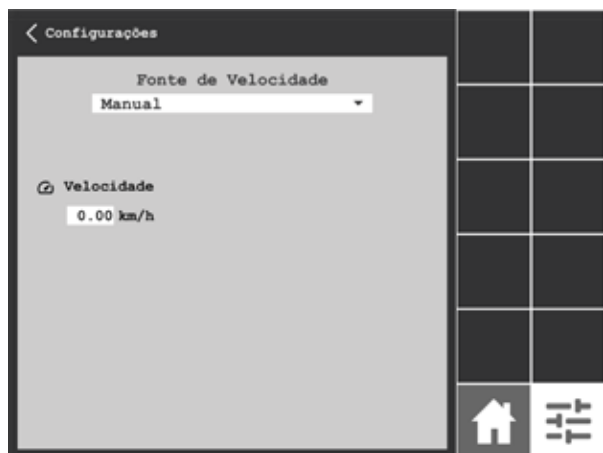 Configurações
Fonte de Velocidade
Manual
Velocidade
0.00 km/h